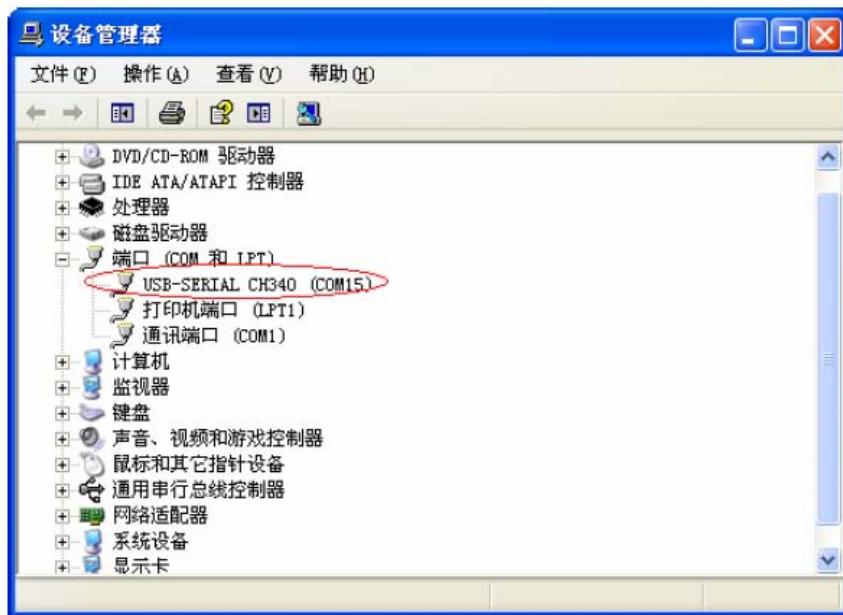 设备管理器
文件(F) 操作(A) 查看(V) 帮助(H)
DVD/CD-ROM 驱动器
IDE ATA/ATAPI 控制器
处理器
磁盘驱动器
端口 (COM 和 LPT)
USB-SERIAL CH340 (COM15)
打印机端口 (LPT1)
通讯端口 (COM1)
计算机
监视器
键盘
声音、视频和游戏控制器
鼠标和其它指针设备
通用串行总线控制器
网络适配器
系统设备
显示卡